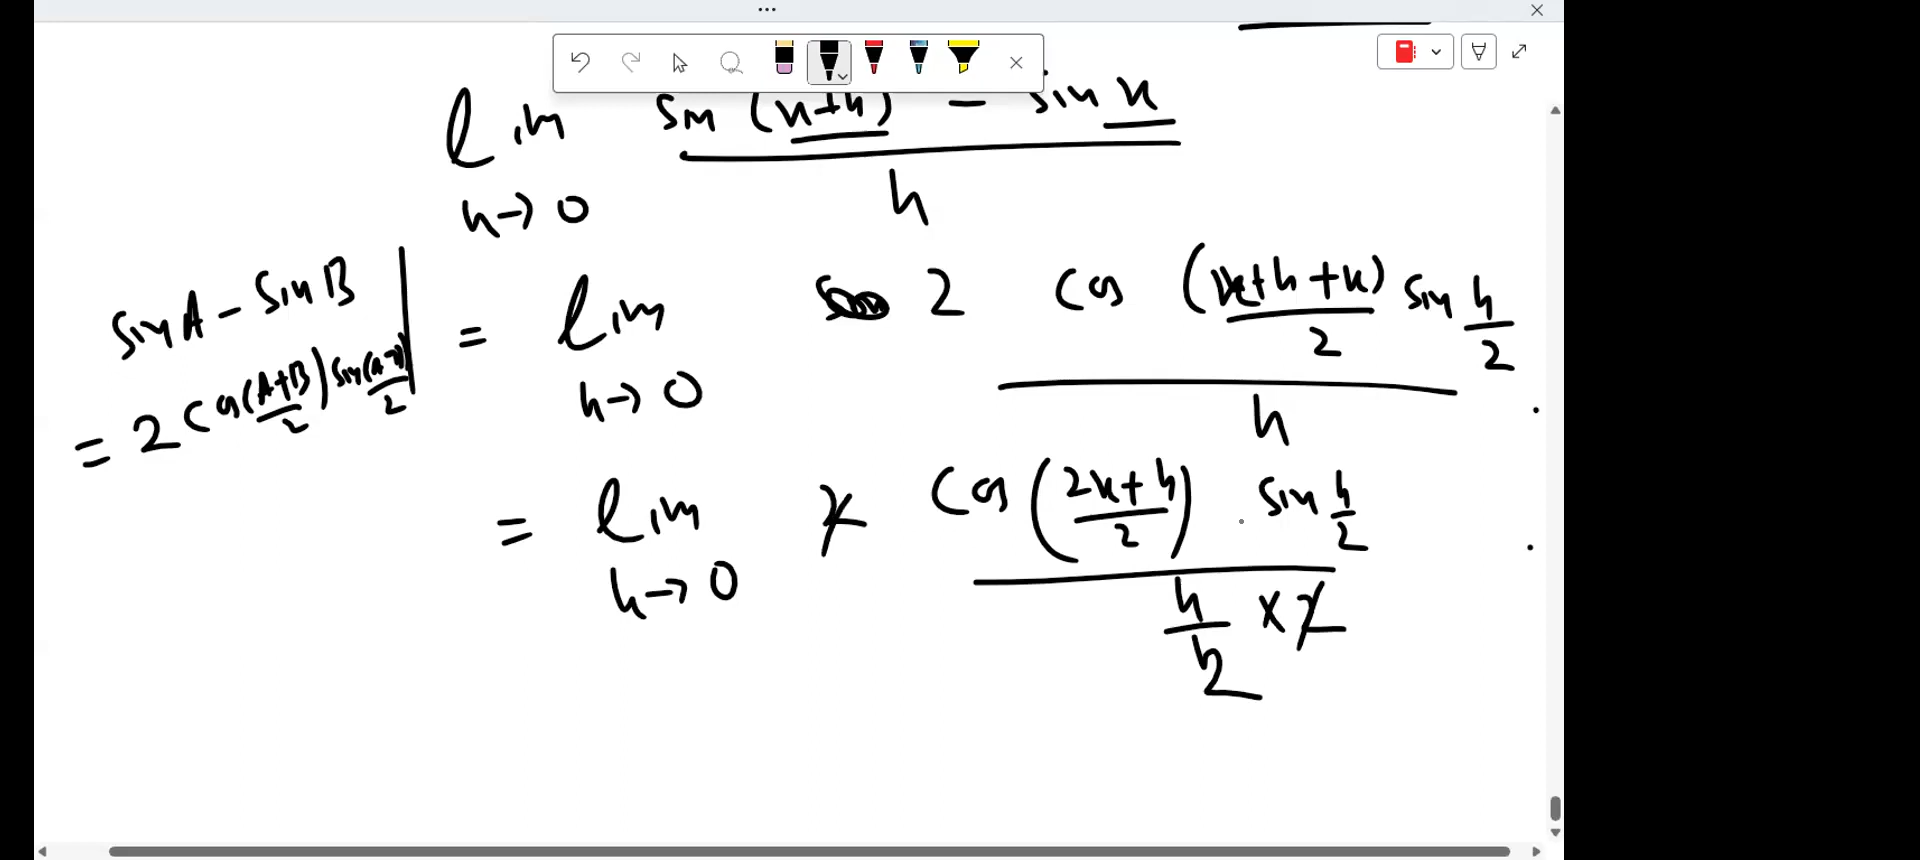 lim sin (x+h) - sin x
h→0 h
sin A - sin B
= 2 cos (A+B)/2 sin
= lim 2 cos (x+h+x)/2 sin h/2
h→0 h
= lim 2 cos (2x+h)/2 . sin h/2
h→0 h/2 × 2